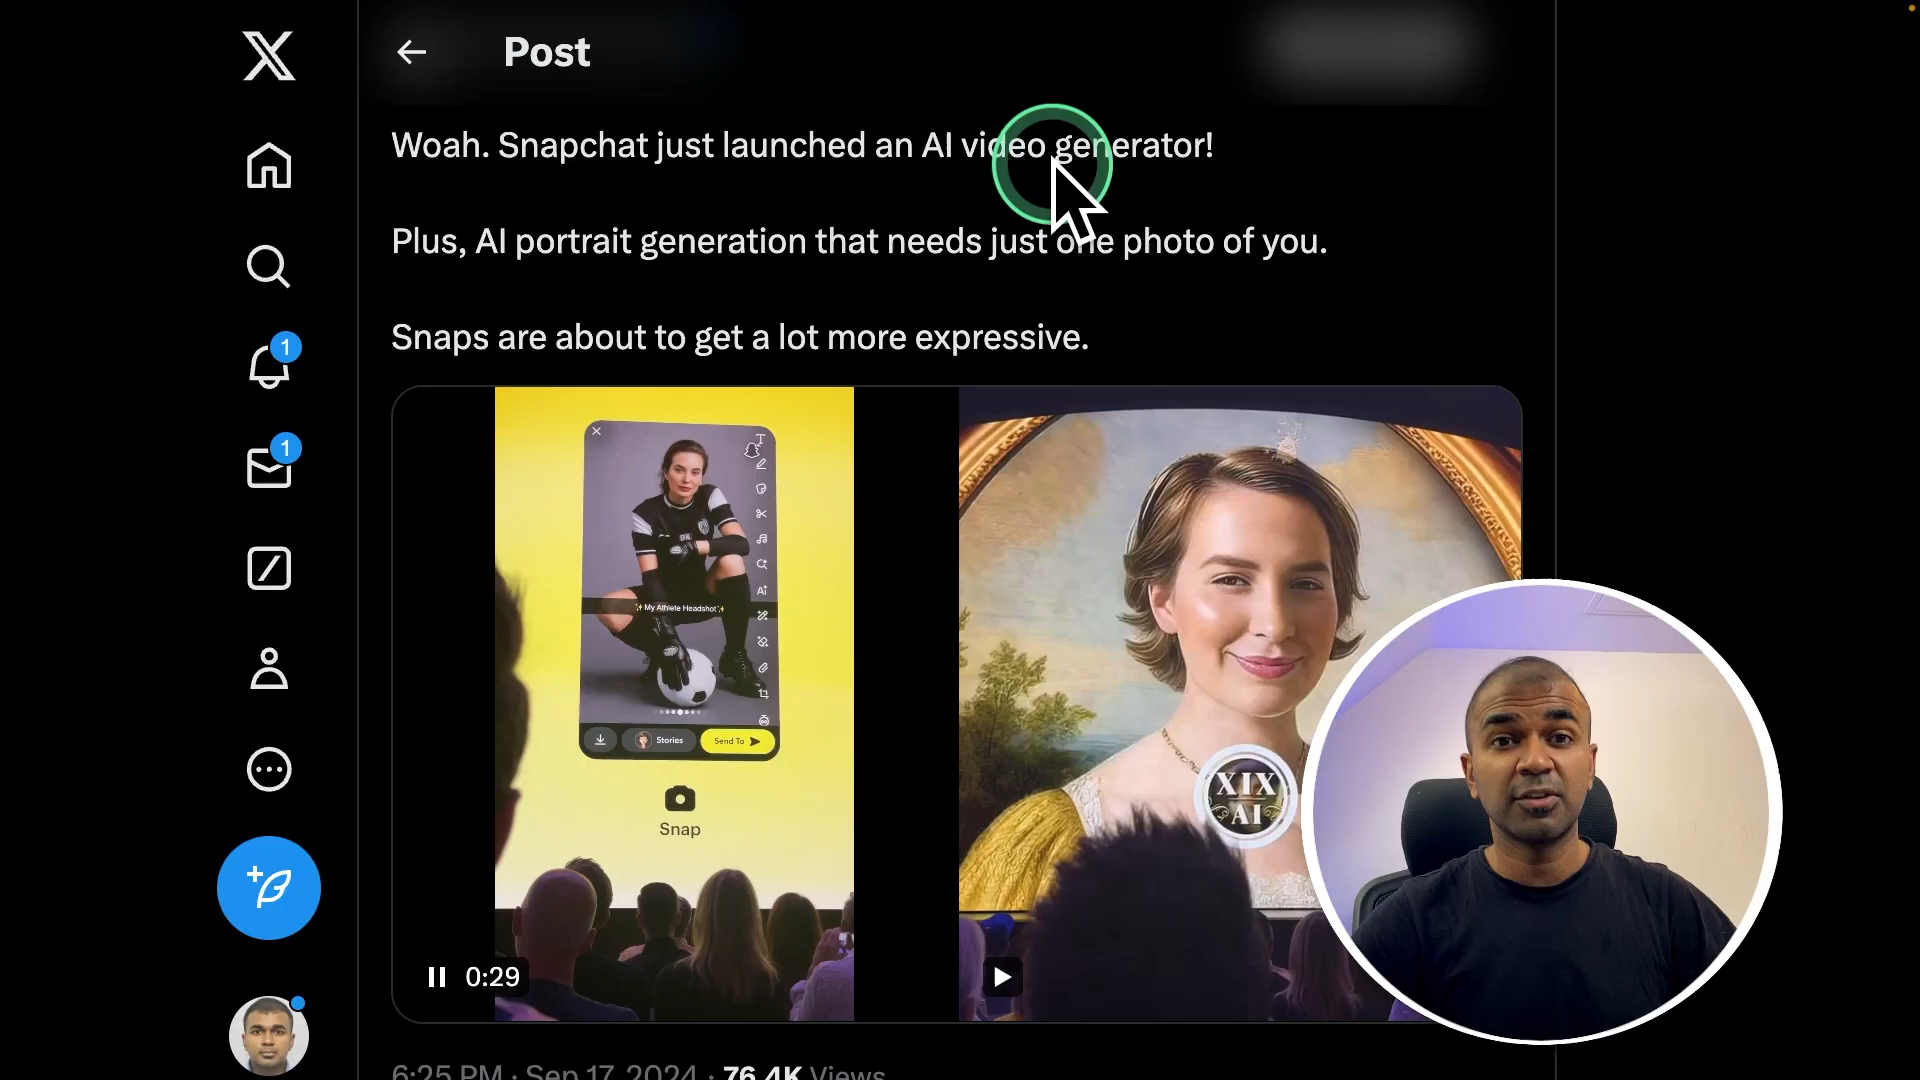 Post
Woah. Snapchat just launched an AI video generator!
Plus, AI portrait generation that needs just one photo of you.
Snaps are about to get a lot more expressive.
1
1
✨My Athlete Headshot✨
Stories
Send To
Snap
XIX
AI
0:29
6:25 PM · Sep 17, 2024 · 76.4K Views